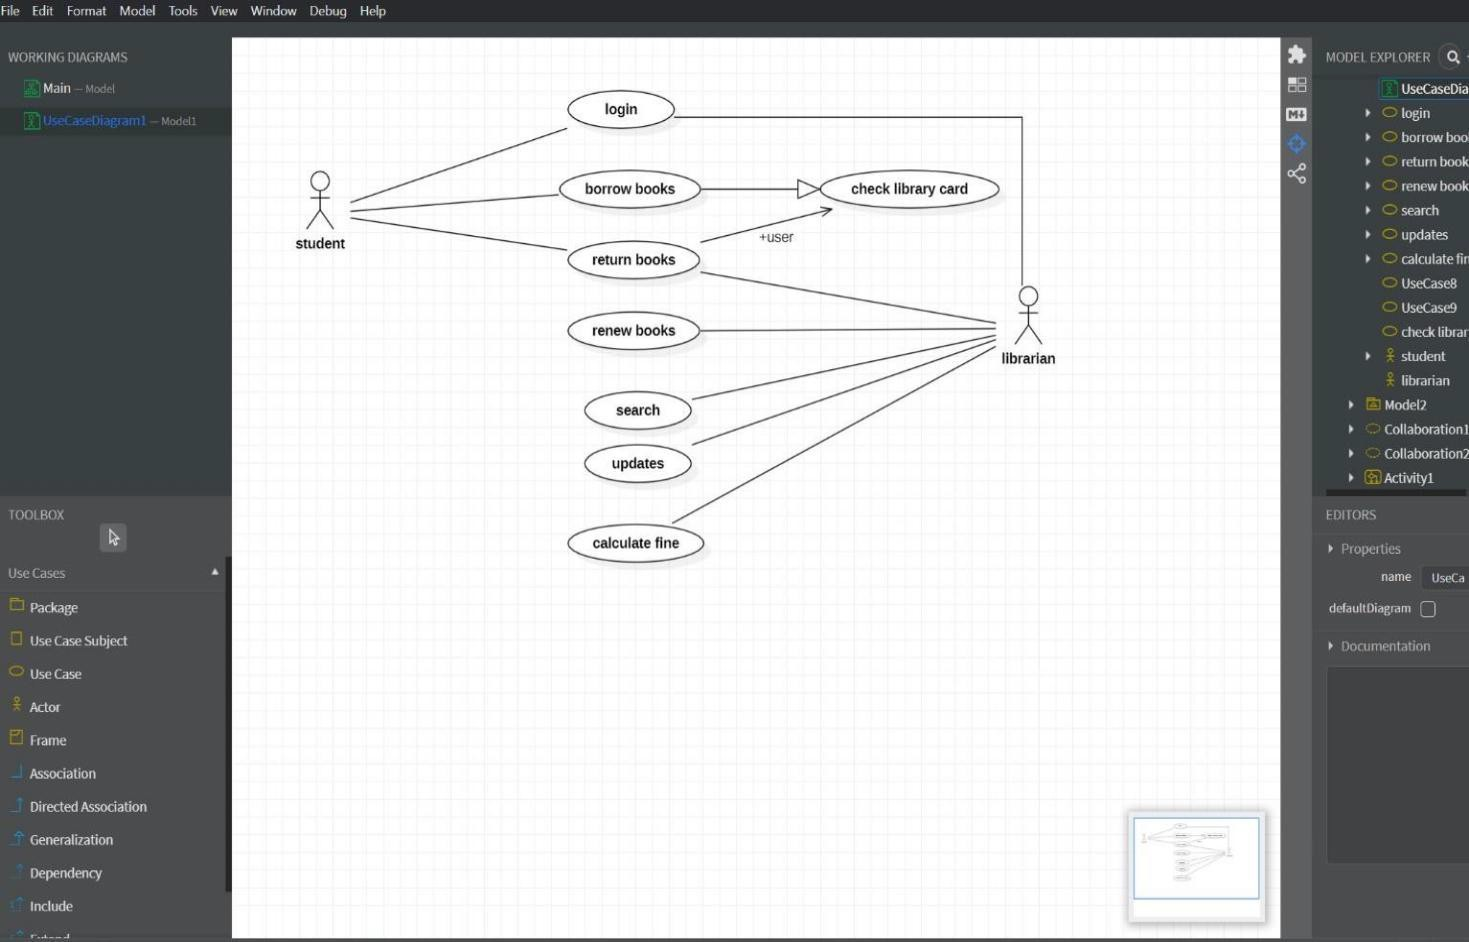 File Edit Format Model Tools View Window Debug Help
WORKING DIAGRAMS
Main — Model
UseCaseDiagram1 — Model1
TOOLBOX
Use Cases
Package
Use Case Subject
Use Case
Actor
Frame
Association
Directed Association
Generalization
Dependency
Include
Extend
login
borrow books
check library card
+user
student
return books
renew books
librarian
search
updates
calculate fine
MODEL EXPLORER
UseCaseDia
login
borrow boo
return book
renew book
search
updates
calculate fin
UseCase8
UseCase9
check librar
student
librarian
Model2
Collaboration1
Collaboration2
Activity1
EDITORS
Properties
name UseCa
defaultDiagram
Documentation